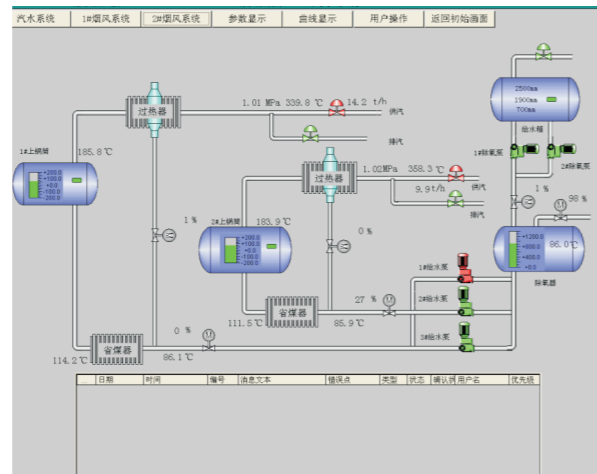 汽水系统 1#烟风系统 2#烟风系统 参数显示 曲线显示 用户操作 返回初始画面
2500mm
1900mm
700mm
给水箱
过热器
1.01 MPa 339.8 ℃ 14.2 t/h
供汽
排汽
1#上锅筒
185.8℃
+200.0
+100.0
+0.0
-100.0
-200.0
1#除氧泵
2#除氧泵
过热器
1.02MPa 358.3 ℃
供汽
9.9t/h
排汽
1 %
98 %
1 %
2#上锅筒 183.9℃
+200.0
+100.0
+0.0
-100.0
-200.0
0 %
+1200.0
+800.0
+400.0
+0.0
86.0℃
除氧器
1#给水泵
2#给水泵
3#给水泵
省煤器
111.5℃
85.9℃
27 %
0 %
省煤器
114.2℃
86.1℃
日期 时间 编号 消息文本 错误点 类型 状态 确认状 用户名 优先级